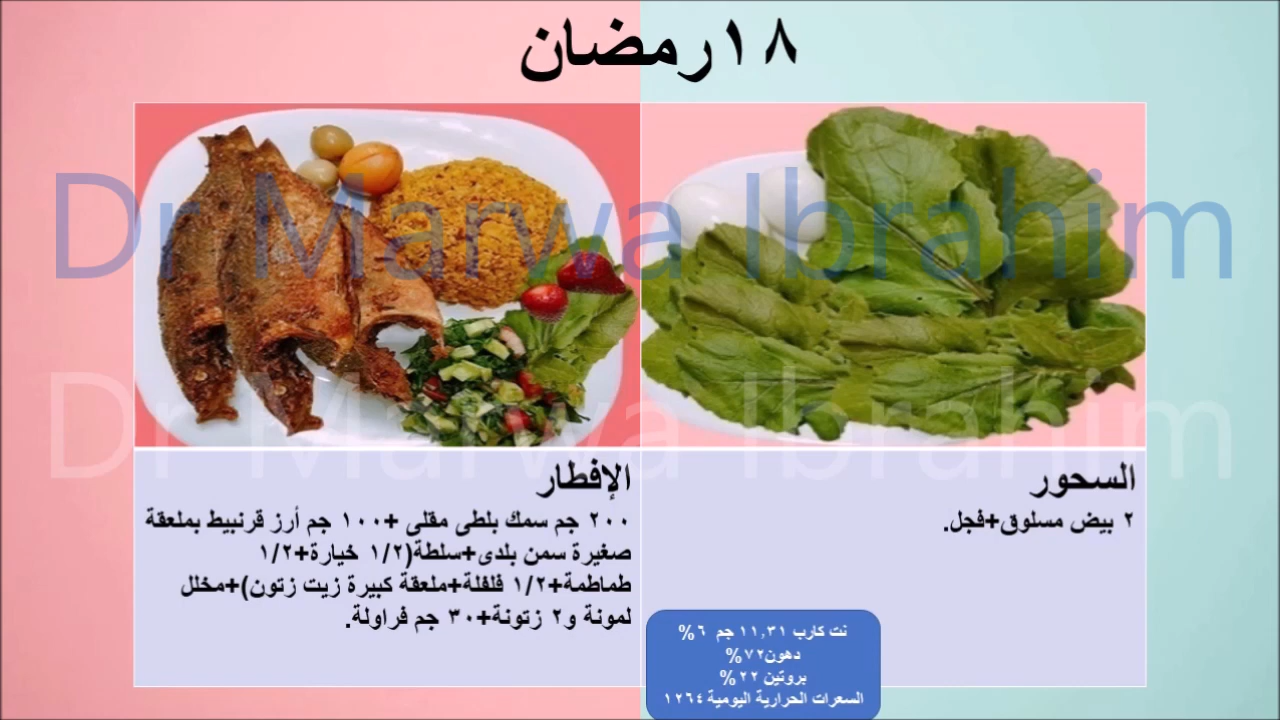 ١٨رمضان
Dr Marwa Ibrahim
Dr Marwa Ibrahim
السحور
٢ بيض مسلوق+فجل.
الإفطار
٢٠٠ جم سمك بلطى مقلى +١٠٠ جم أرز قرنبيط بملعقة
صغيرة سمن بلدى+سلطة(١/٢ خيارة+١/٢
طماطمة+١/٢ فلفلة+ملعقة كبيرة زيت زتون)+مخلل
لمونة و٢ زتونة+٣٠ جم فراولة.
نت كارب ١١,٣١ جم ٦%
دهون٧٢%
بروتين ٢٢%
السعرات الحرارية اليومية ١٢٦٤